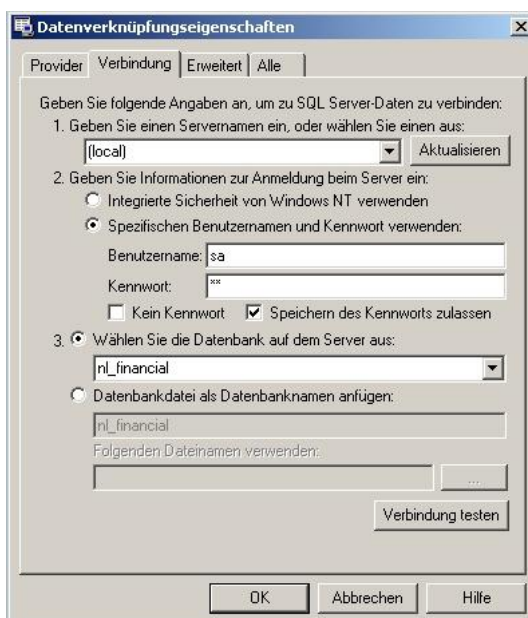 Datenverknüpfungseigenschaften
Provider Verbindung Erweitert Alle
Geben Sie folgende Angaben an, um zu SQL Server-Daten zu verbinden:
1. Geben Sie einen Servernamen ein, oder wählen Sie einen aus:
(local) Aktualisieren
2. Geben Sie Informationen zur Anmeldung beim Server ein:
Integrierte Sicherheit von Windows NT verwenden
Spezifischen Benutzernamen und Kennwort verwenden:
Benutzername: sa
Kennwort: **
Kein Kennwort Speichern des Kennworts zulassen
3. Wählen Sie die Datenbank auf dem Server aus:
nl_financial
Datenbankdatei als Datenbanknamen anfügen:
nl_financial
Folgenden Dateinamen verwenden:
...
Verbindung testen
OK Abbrechen Hilfe